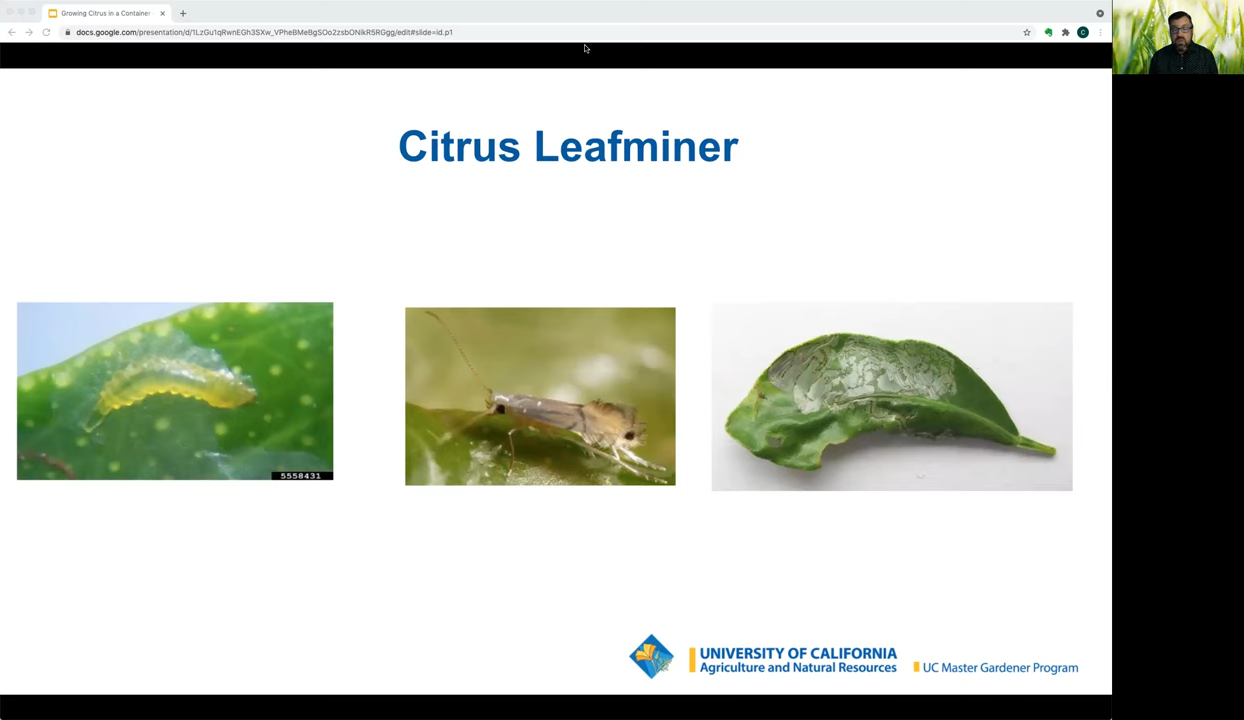 Growing Citrus in a Container
docs.google.com/presentation/d/1LzGu1qRwnEGh3SXw_VPheBMeBgSOo2zsbONikR5RGgg/edit#slide=id.p1
C
Citrus Leafminer
5558431
UNIVERSITY OF CALIFORNIA
Agriculture and Natural Resources
UC Master Gardener Program